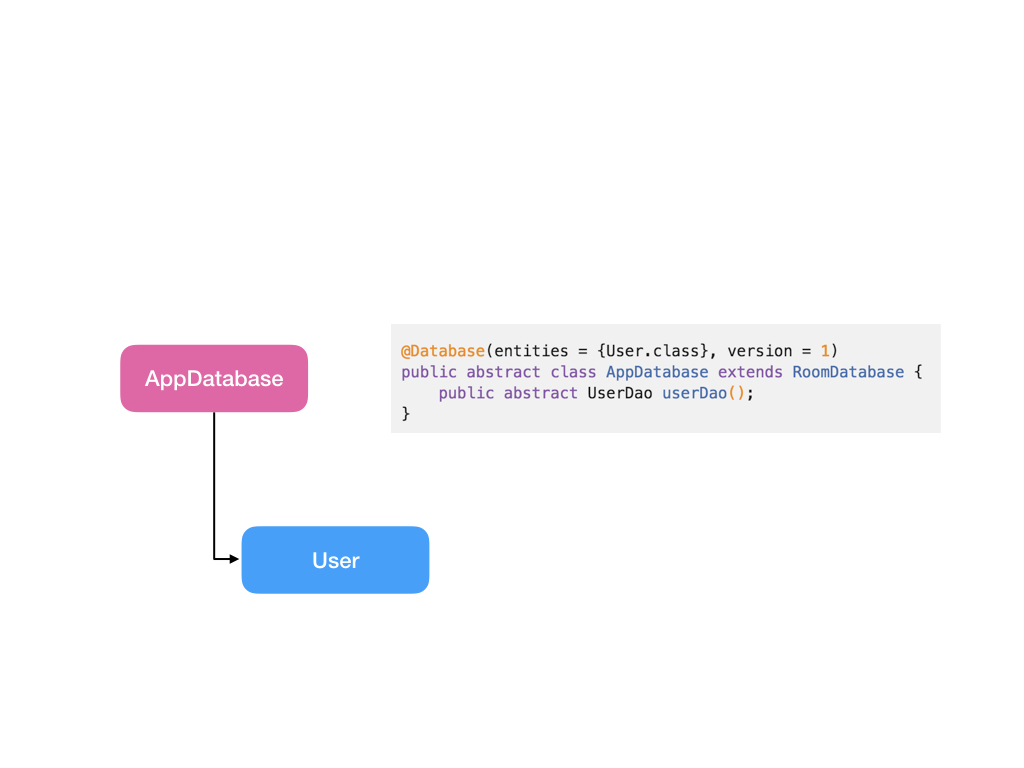 AppDatabase
@Database(entities = {User.class}, version = 1)
public abstract class AppDatabase extends RoomDatabase {
    public abstract UserDao userDao();
}
User